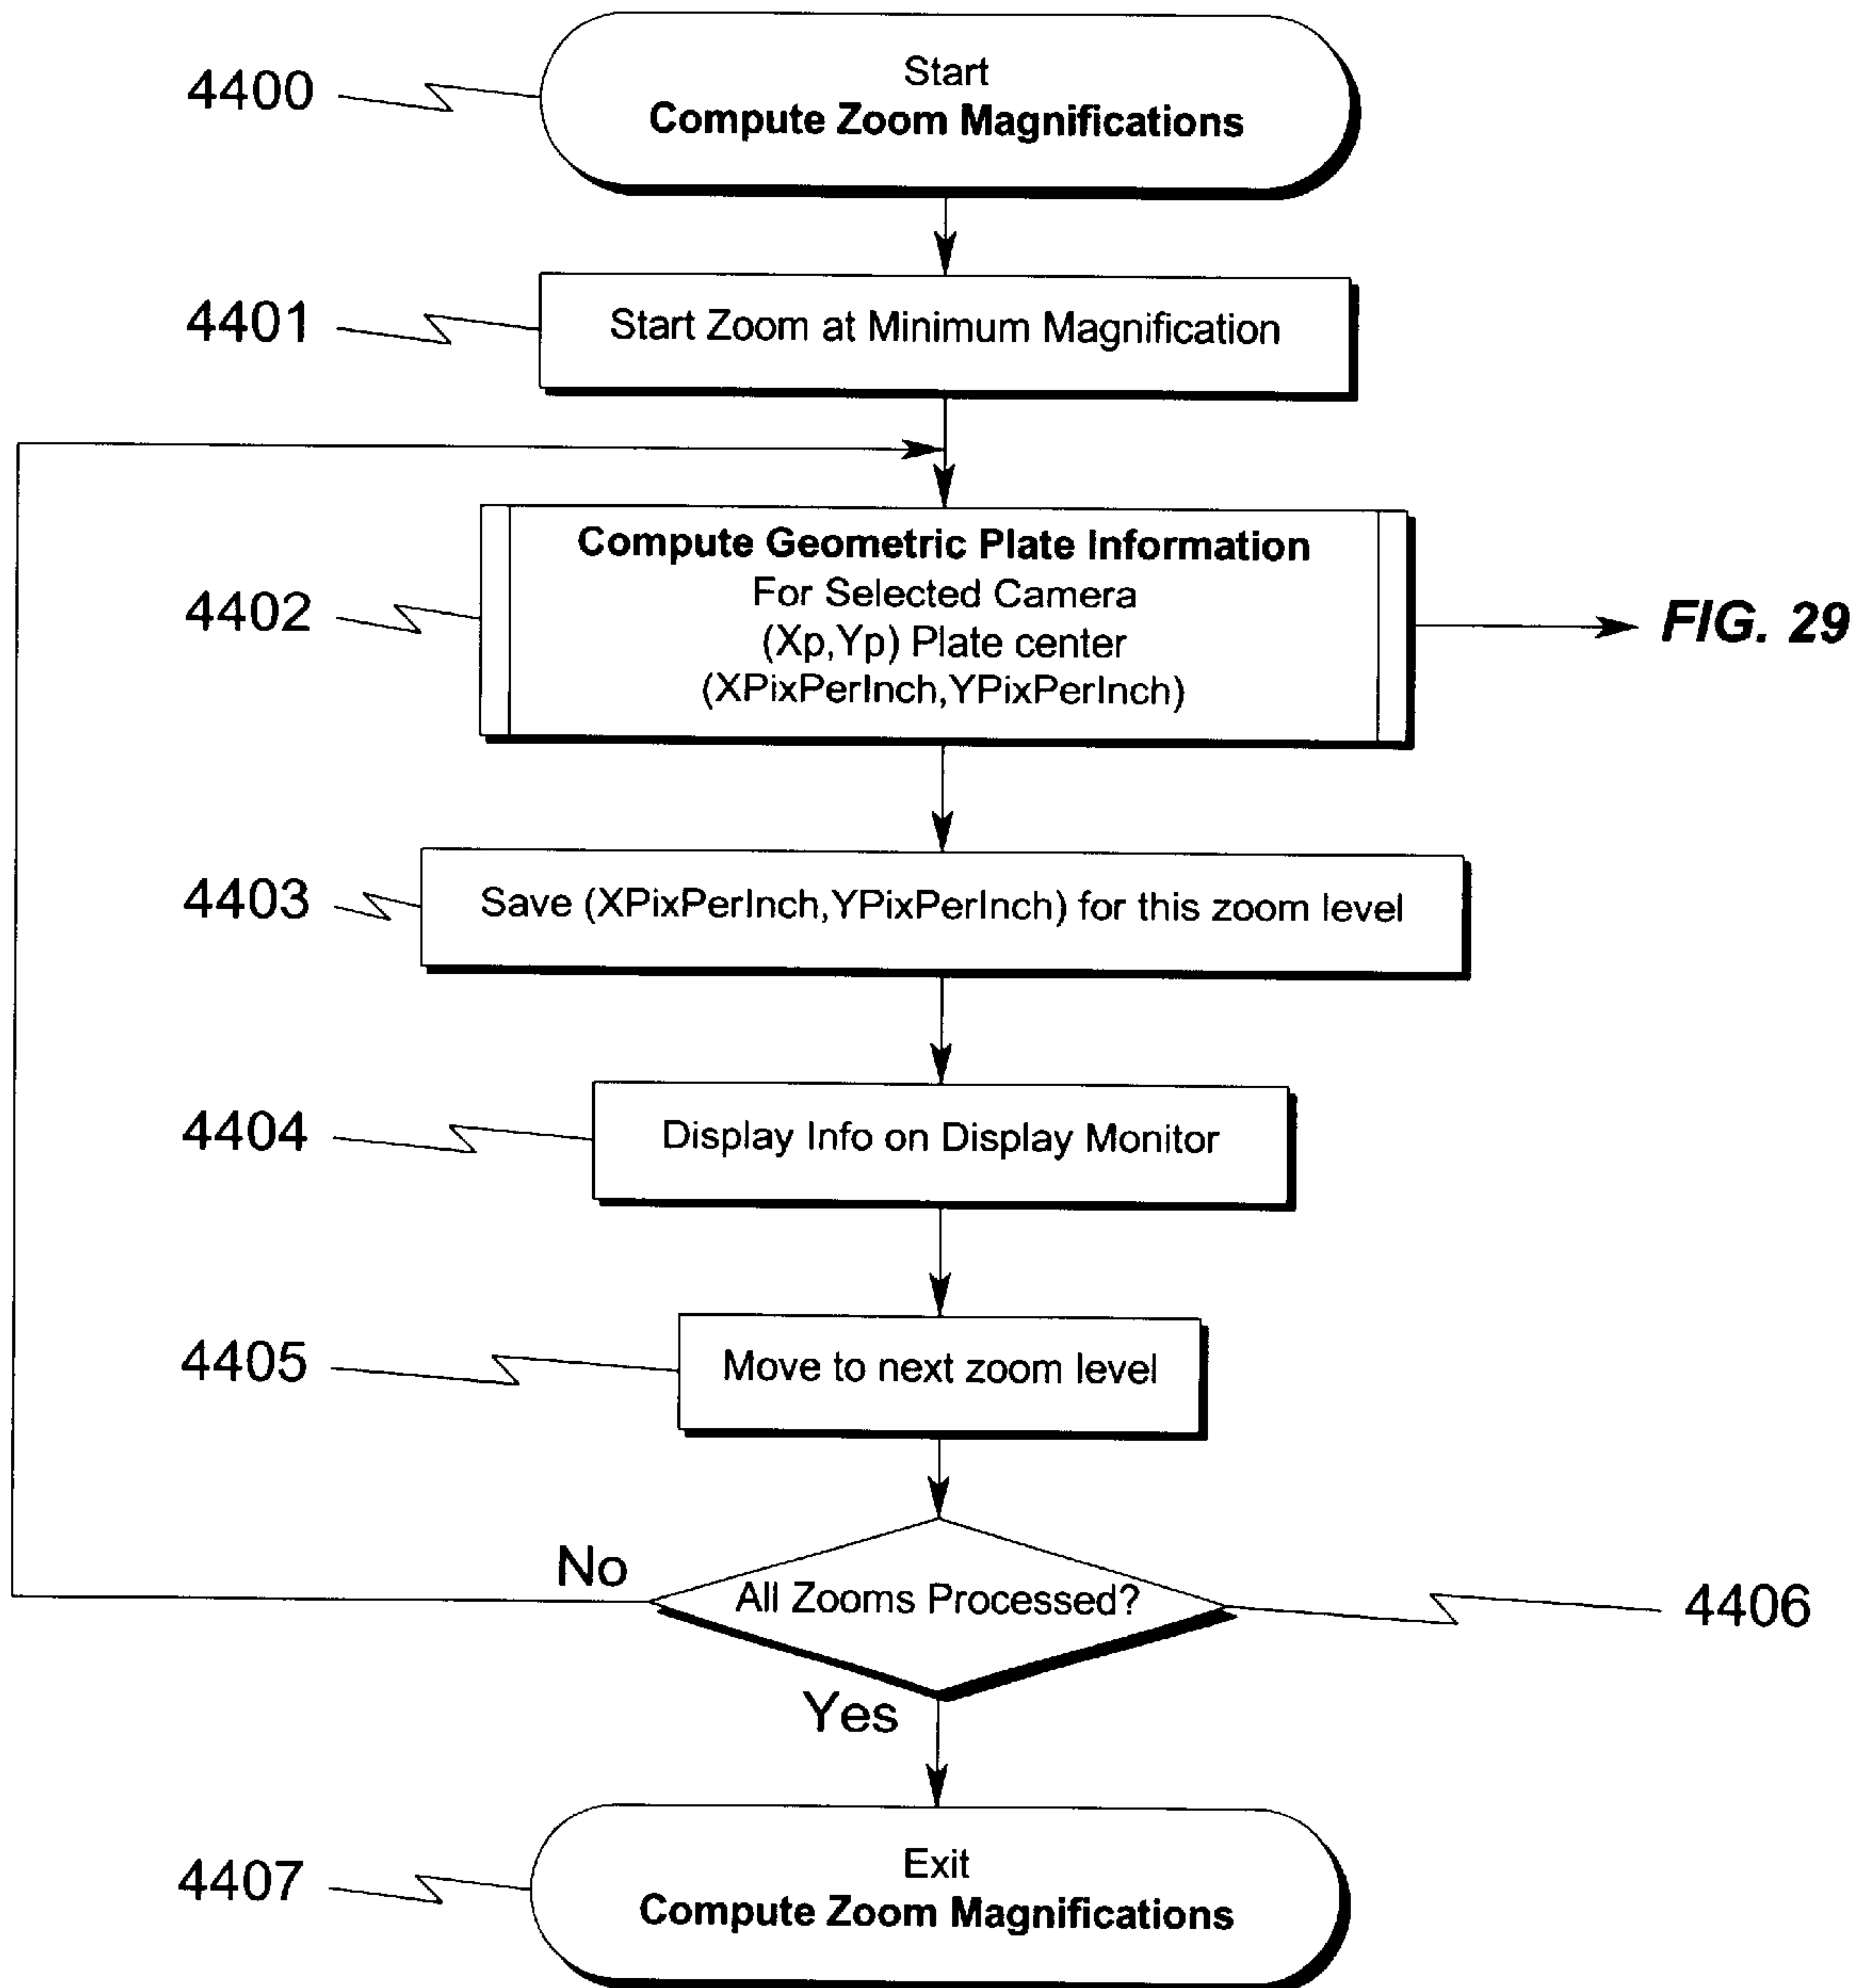 4400
Start
Compute Zoom Magnifications
4401
Start Zoom at Minimum Magnification
4402
Compute Geometric Plate Information
For Selected Camera
(Xp,Yp) Plate center
(XPixPerInch,YPixPerInch)
FIG. 29
4403
Save (XPixPerInch,YPixPerInch) for this zoom level
4404
Display Info on Display Monitor
4405
Move to next zoom level
No
All Zooms Processed?
4406
Yes
4407
Exit
Compute Zoom Magnifications